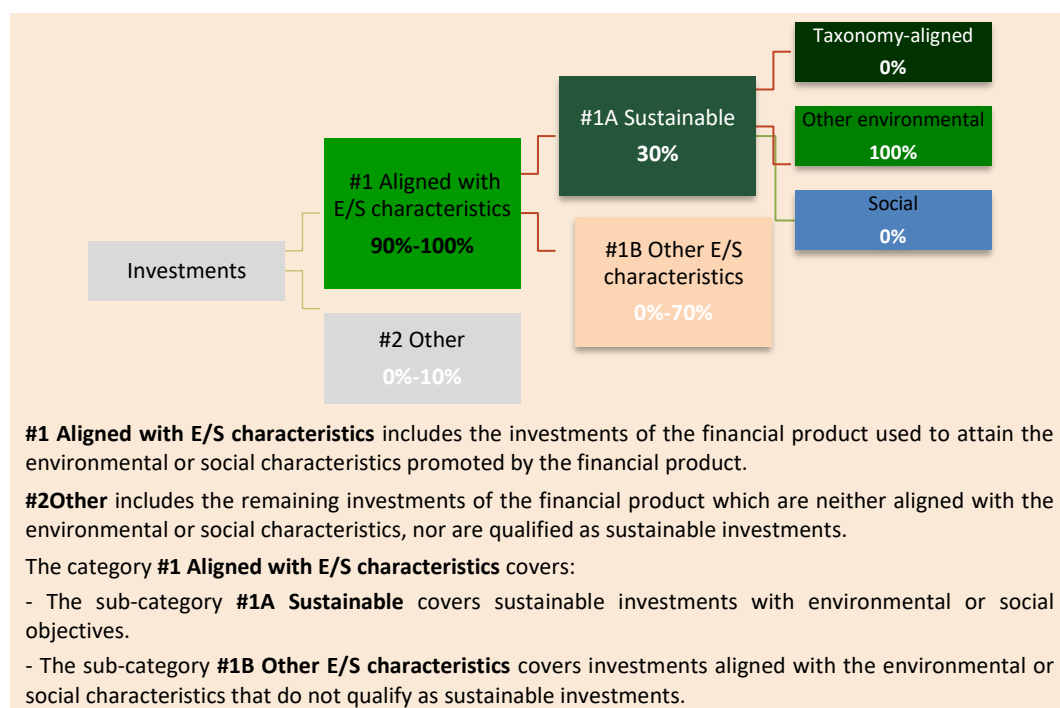 Taxonomy-aligned
0%
#1A Sustainable
30%
Other environmental
100%
#1 Aligned with
E/S characteristics
90%-100%
Social
0%
#1B Other E/S
characteristics
0%-70%
Investments
#2 Other
0%-10%
#1 Aligned with E/S characteristics includes the investments of the financial product used to attain the
environmental or social characteristics promoted by the financial product.
#2Other includes the remaining investments of the financial product which are neither aligned with the
environmental or social characteristics, nor are qualified as sustainable investments.
The category #1 Aligned with E/S characteristics covers:
- The sub-category #1A Sustainable covers sustainable investments with environmental or social
objectives.
- The sub-category #1B Other E/S characteristics covers investments aligned with the environmental or
social characteristics that do not qualify as sustainable investments.